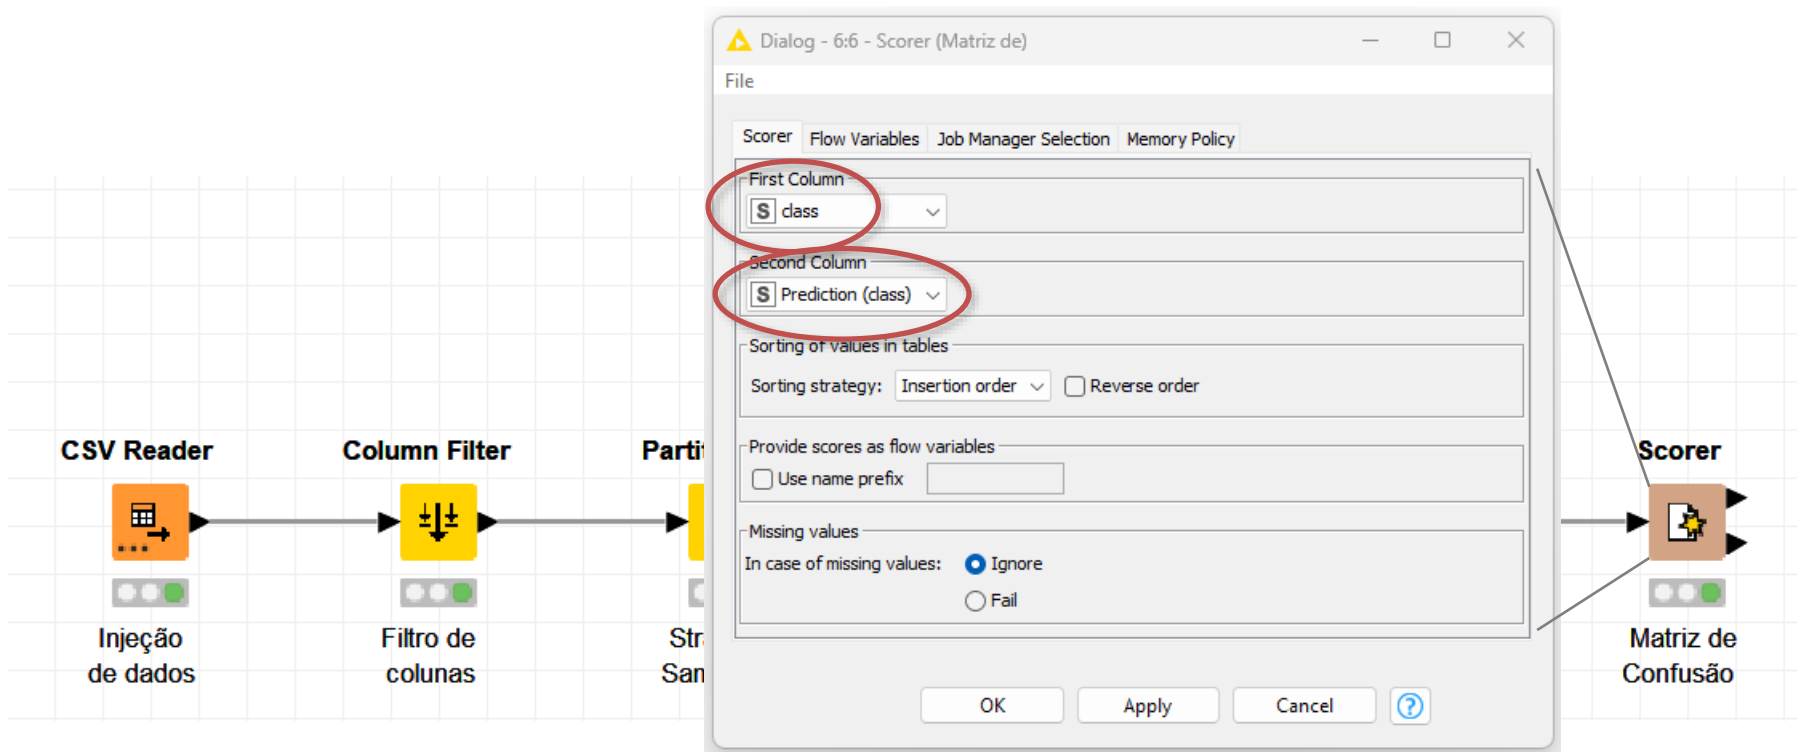 Dialog - 6:6 - Scorer (Matriz de)
File
Scorer Flow Variables Job Manager Selection Memory Policy
First Column
S class
Second Column
S Prediction (class)
Sorting of values in tables
Sorting strategy: Insertion order Reverse order
Provide scores as flow variables
Use name prefix
Missing values
In case of missing values: Ignore
Fail
OK Apply Cancel ?
CSV Reader
Injeção
de dados
Column Filter
Filtro de
colunas
Parti
Stra
San
Scorer
Matriz de
Confusão